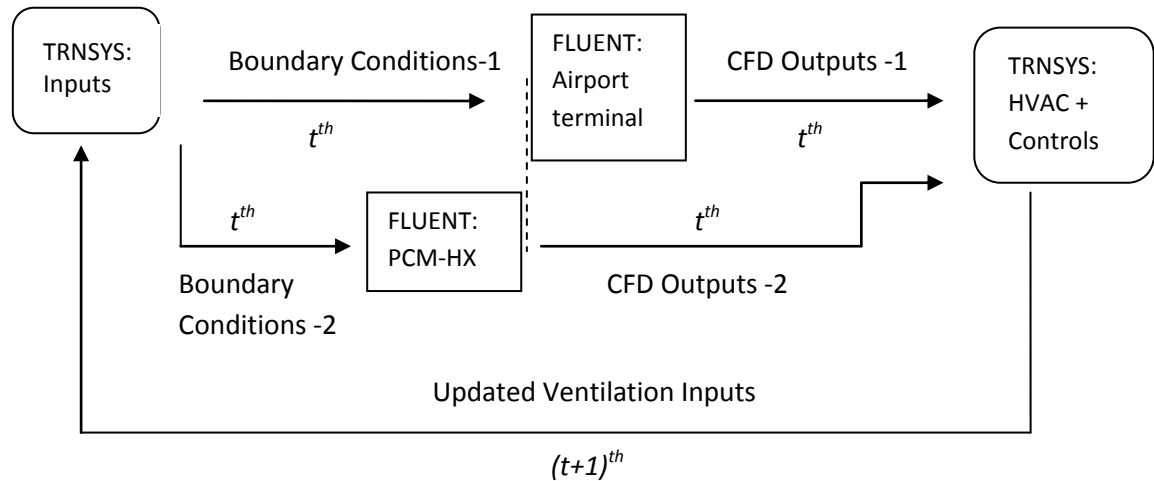 TRNSYS:
Inputs
Boundary Conditions-1
t^th
FLUENT:
Airport
terminal
CFD Outputs -1
t^th
TRNSYS:
HVAC +
Controls
t^th
Boundary
Conditions -2
FLUENT:
PCM-HX
t^th
CFD Outputs -2
Updated Ventilation Inputs
(t+1)^th